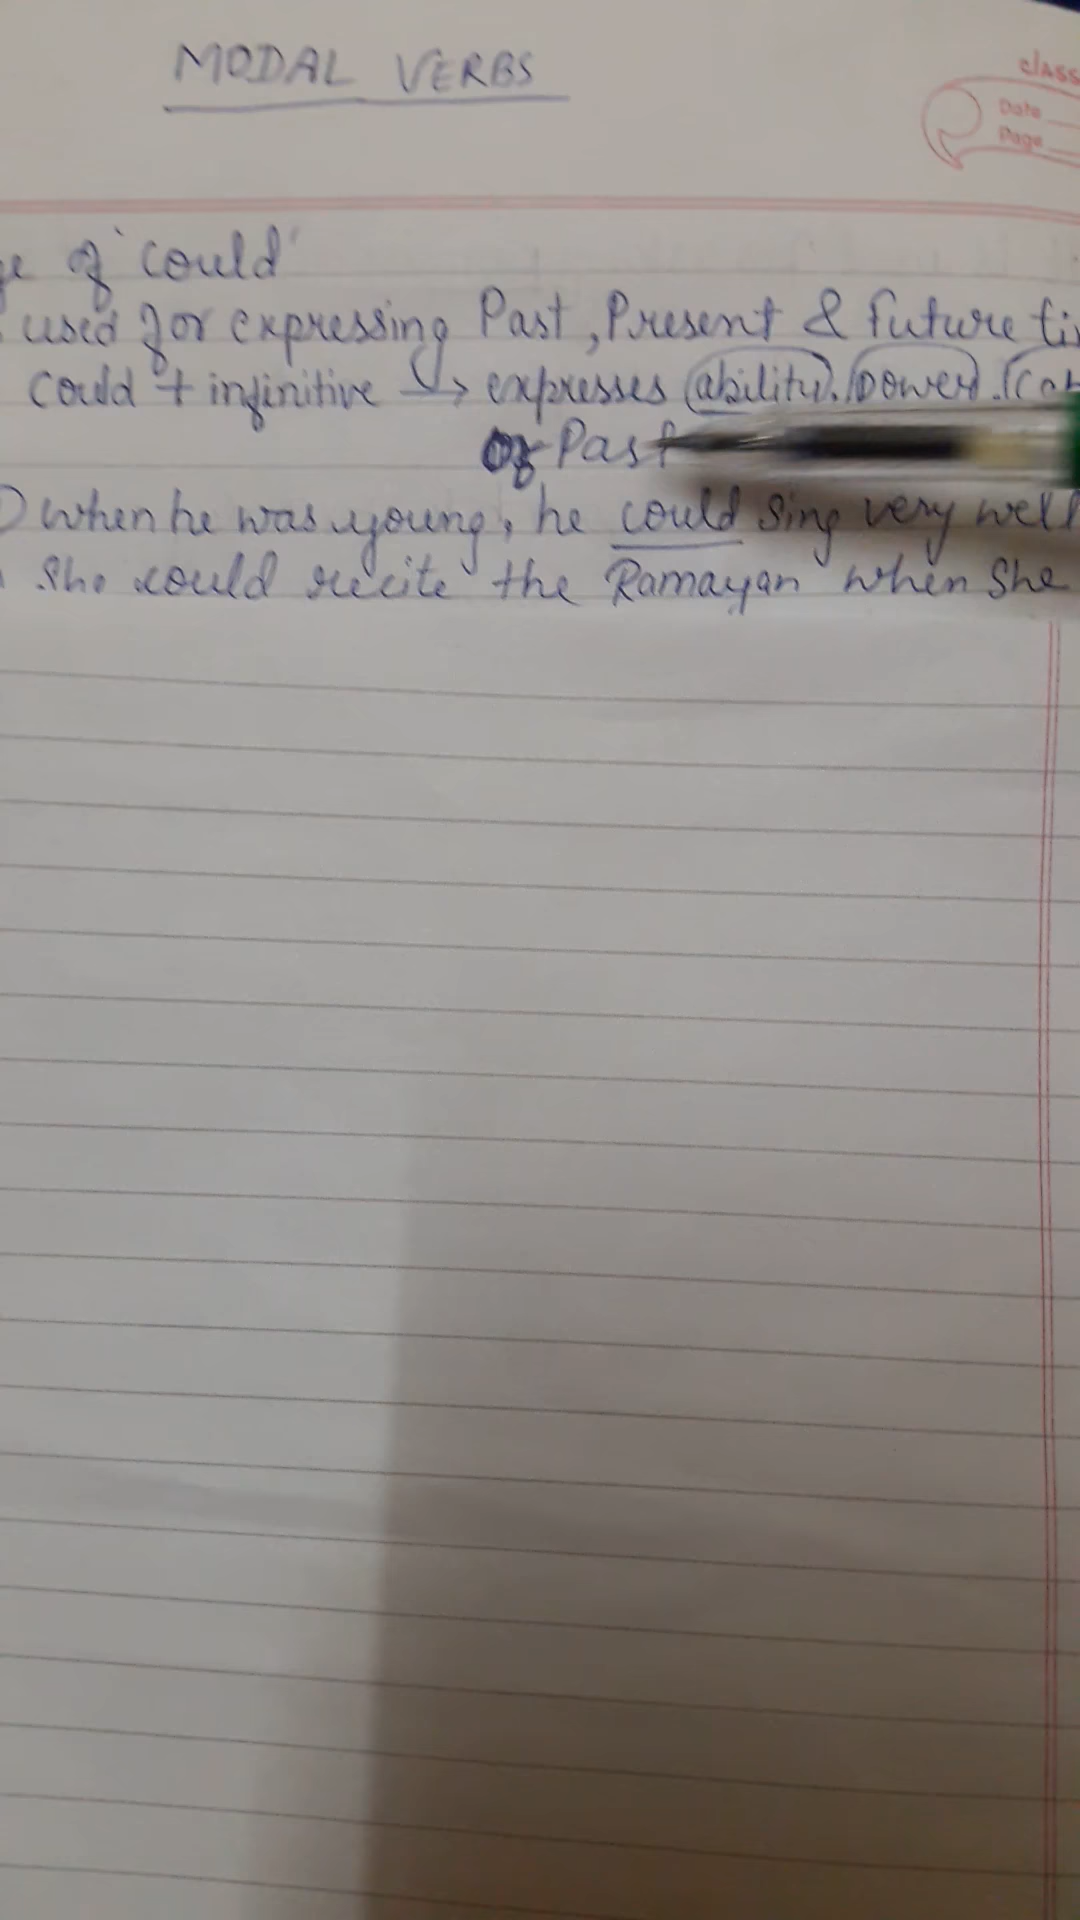 MODAL VERBS
CLASS
Date
Page
of 'could'
used for expressing Past, Present & future
could + infinitive → expresses ability, power,
of Past
when he was young, he could sing very well
She could recite the Ramayan when she